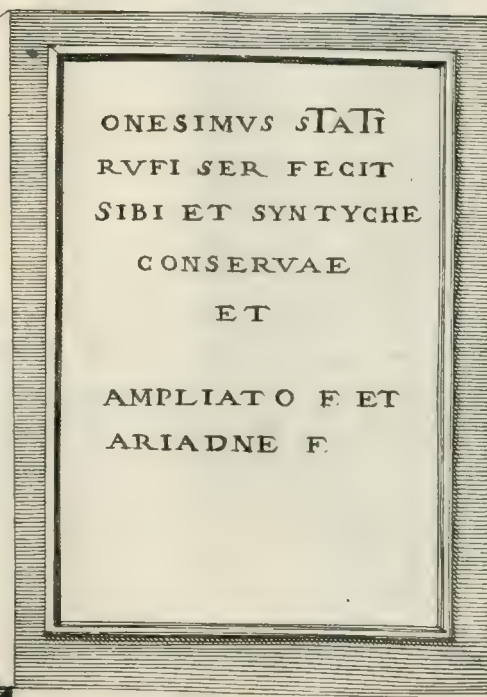 ONESIMVS STATI
RVFI SER FECIT
SIBI ET SYNTYCHE
CONSERVAE
ET
AMPLIATO F. ET
ARIADNE F.